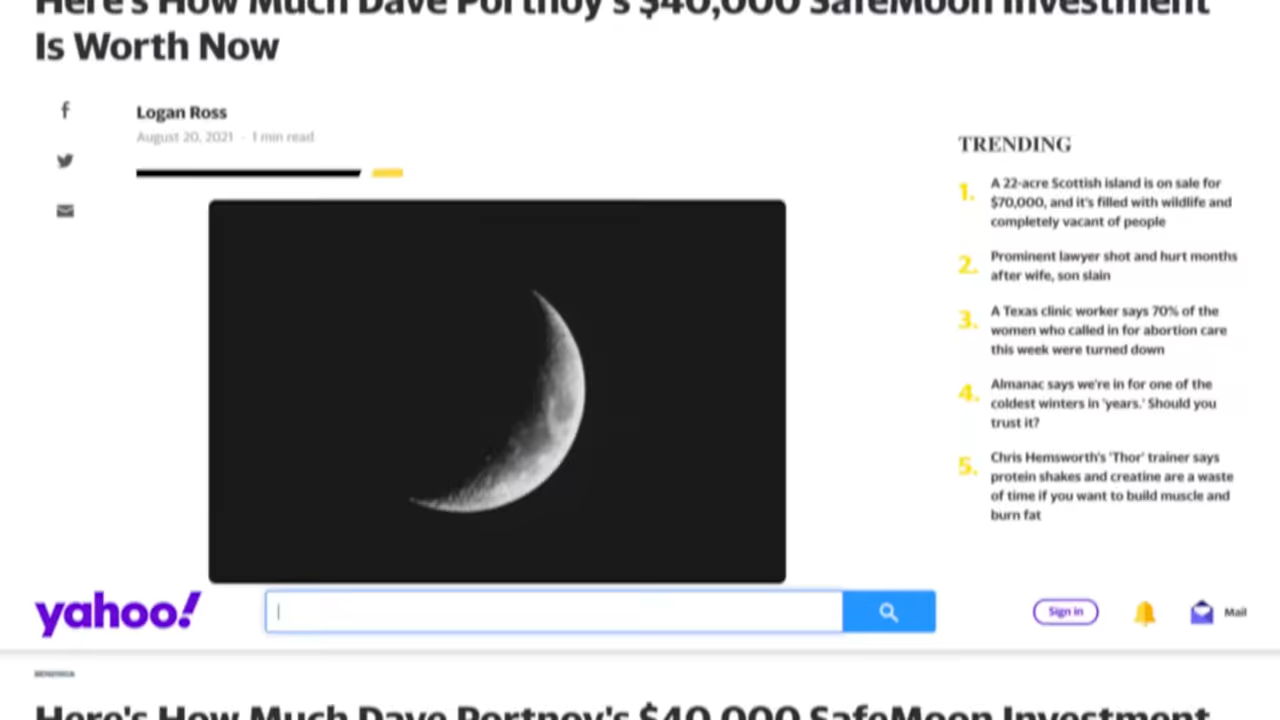 Here's How Much Dave Portnoy's $40,000 SafeMoon Investment
Is Worth Now
f
Logan Ross
August 20, 2021 · 1 min read
TRENDING
1. A 22-acre Scottish island is on sale for
$70,000, and it's filled with wildlife and
completely vacant of people
2. Prominent lawyer shot and hurt months
after wife, son slain
3. A Texas clinic worker says 70% of the
women who called in for abortion care
this week were turned down
4. Almanac says we're in for one of the
coldest winters in 'years.' Should you
trust it?
5. Chris Hemsworth's 'Thor' trainer says
protein shakes and creatine are a waste
of time if you want to build muscle and
burn fat
yahoo!
Sign in
Mail
Here's How Much Dave Portnoy's $40,000 SafeMoon Investment